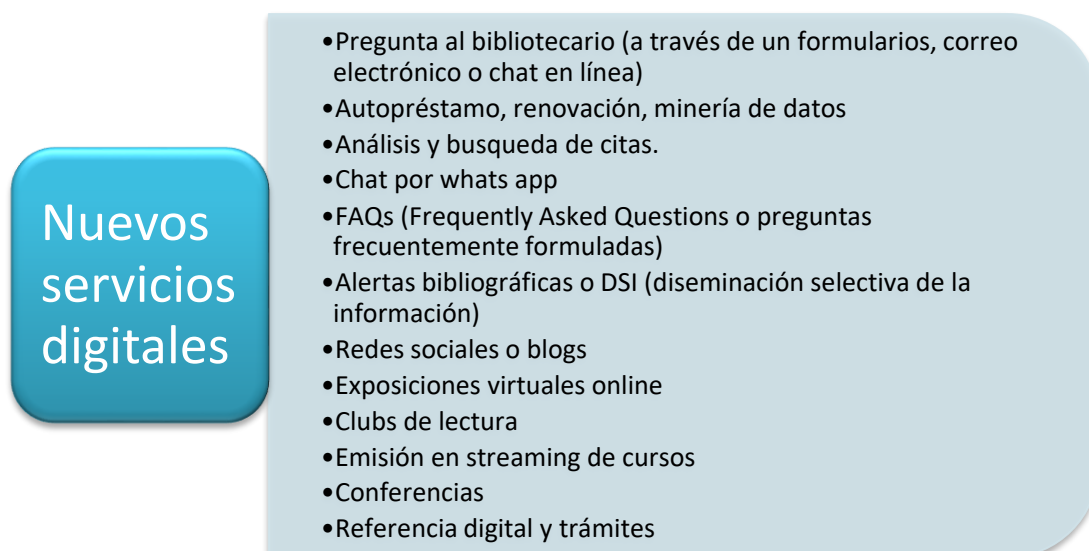 Nuevos
servicios
digitales
•Pregunta al bibliotecario (a través de un formularios, correo
electrónico o chat en línea)
•Autopréstamo, renovación, minería de datos
•Análisis y busqueda de citas.
•Chat por whats app
•FAQs (Frequently Asked Questions o preguntas
frecuentemente formuladas)
•Alertas bibliográficas o DSI (diseminación selectiva de la
información)
•Redes sociales o blogs
•Exposiciones virtuales online
•Clubs de lectura
•Emisión en streaming de cursos
•Conferencias
•Referencia digital y trámites